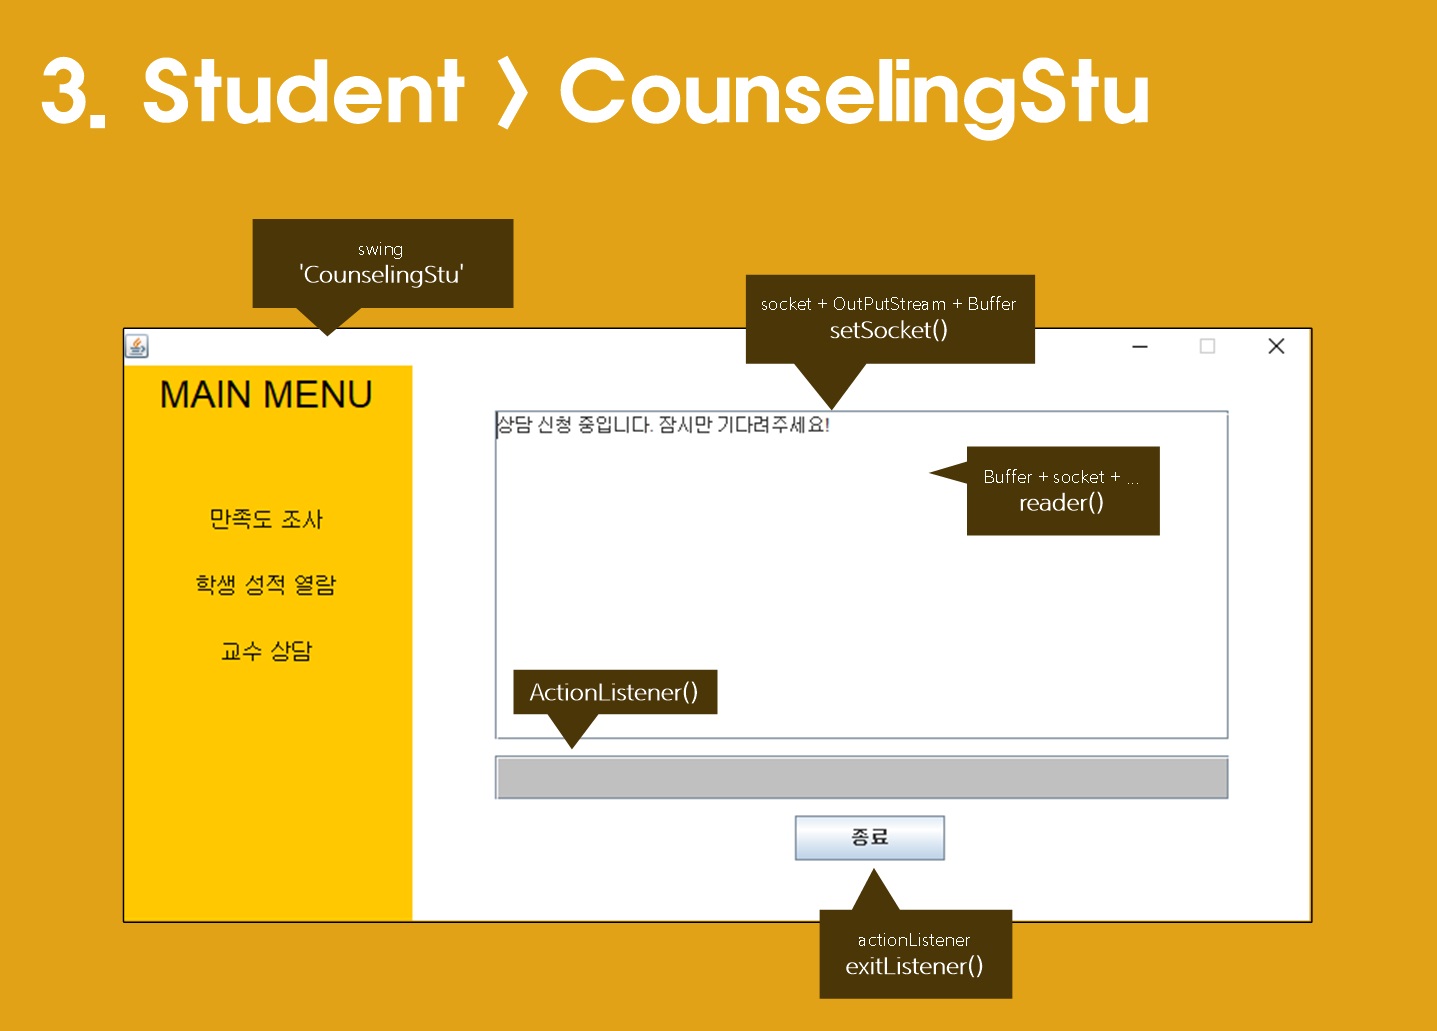 3. Student > CounselingStu
swing
'CounselingStu'
socket + OutPutStream + Buffer
setSocket()
MAIN MENU
상담 신청 중입니다. 잠시만 기다려주세요!
Buffer + socket + ...
reader()
만족도 조사
학생 성적 열람
교수 상담
ActionListener()
종료
actionListener
exitListener()